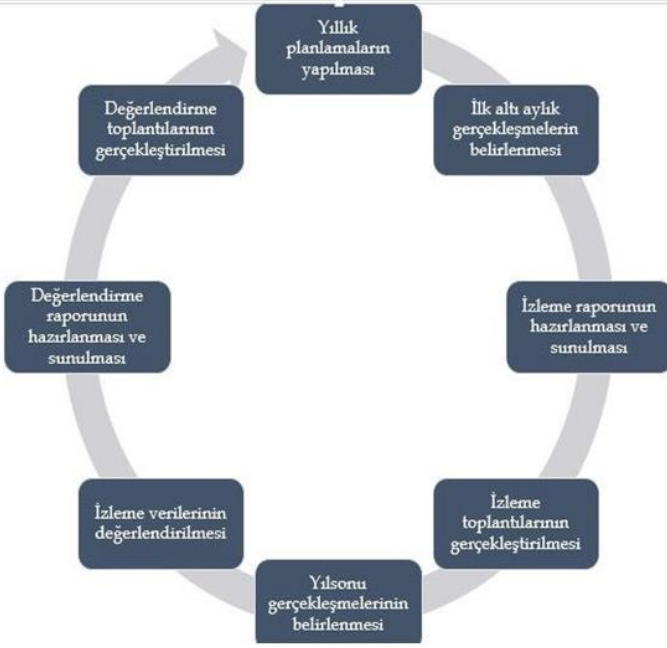 Yıllık
planlamaların
yapılması
İlk altı aylık
gerçekleşmelerin
belirlenmesi
İzleme raporunun
hazırlanması ve
sunulması
İzleme
toplantılarının
gerçekleştirilmesi
Yılsonu
gerçekleşmelerinin
belirlenmesi
İzleme verilerinin
değerlendirilmesi
Değerlendirme
raporunun
hazırlanması ve
sunulması
Değerlendirme
toplantılarının
gerçekleştirilmesi